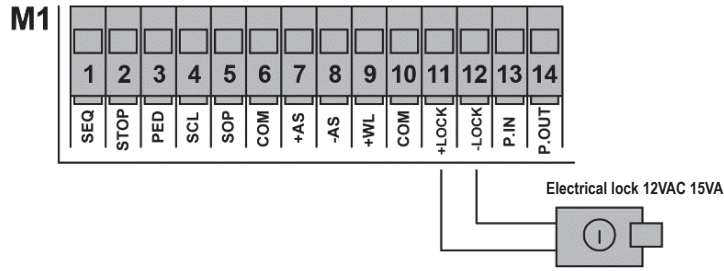 M1
1 2 3 4 5 6 7 8 9 10 11 12 13 14
SEQ STOP PED SCL SOP COM +AS -AS +WL COM +LOCK -LOCK P.IN P.OUT
Electrical lock 12VAC 15VA
I